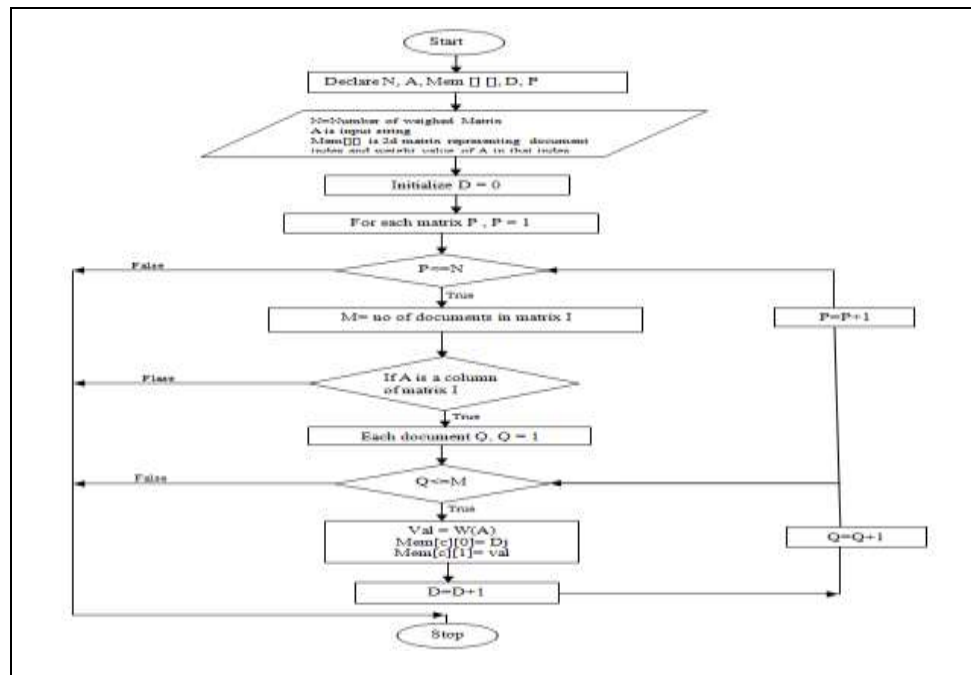 Start
Declare N, A, Mem [] [], D, P
N=Number of weighed Matrix
A is input string
Mem[][] is 2d matrix representing document
index and weight value of A in that index
Initialize D = 0
For each matrix P , P = 1
False
P<=N
True
M= no of documents in matrix I
P=P+1
Flase
If A is a column
of matrix I
True
Each document Q, Q = 1
False
Q<=M
True
Val = W(A)
Mem[c][0]= Dj
Mem[c][1]= val
Q=Q+1
D=D+1
Stop